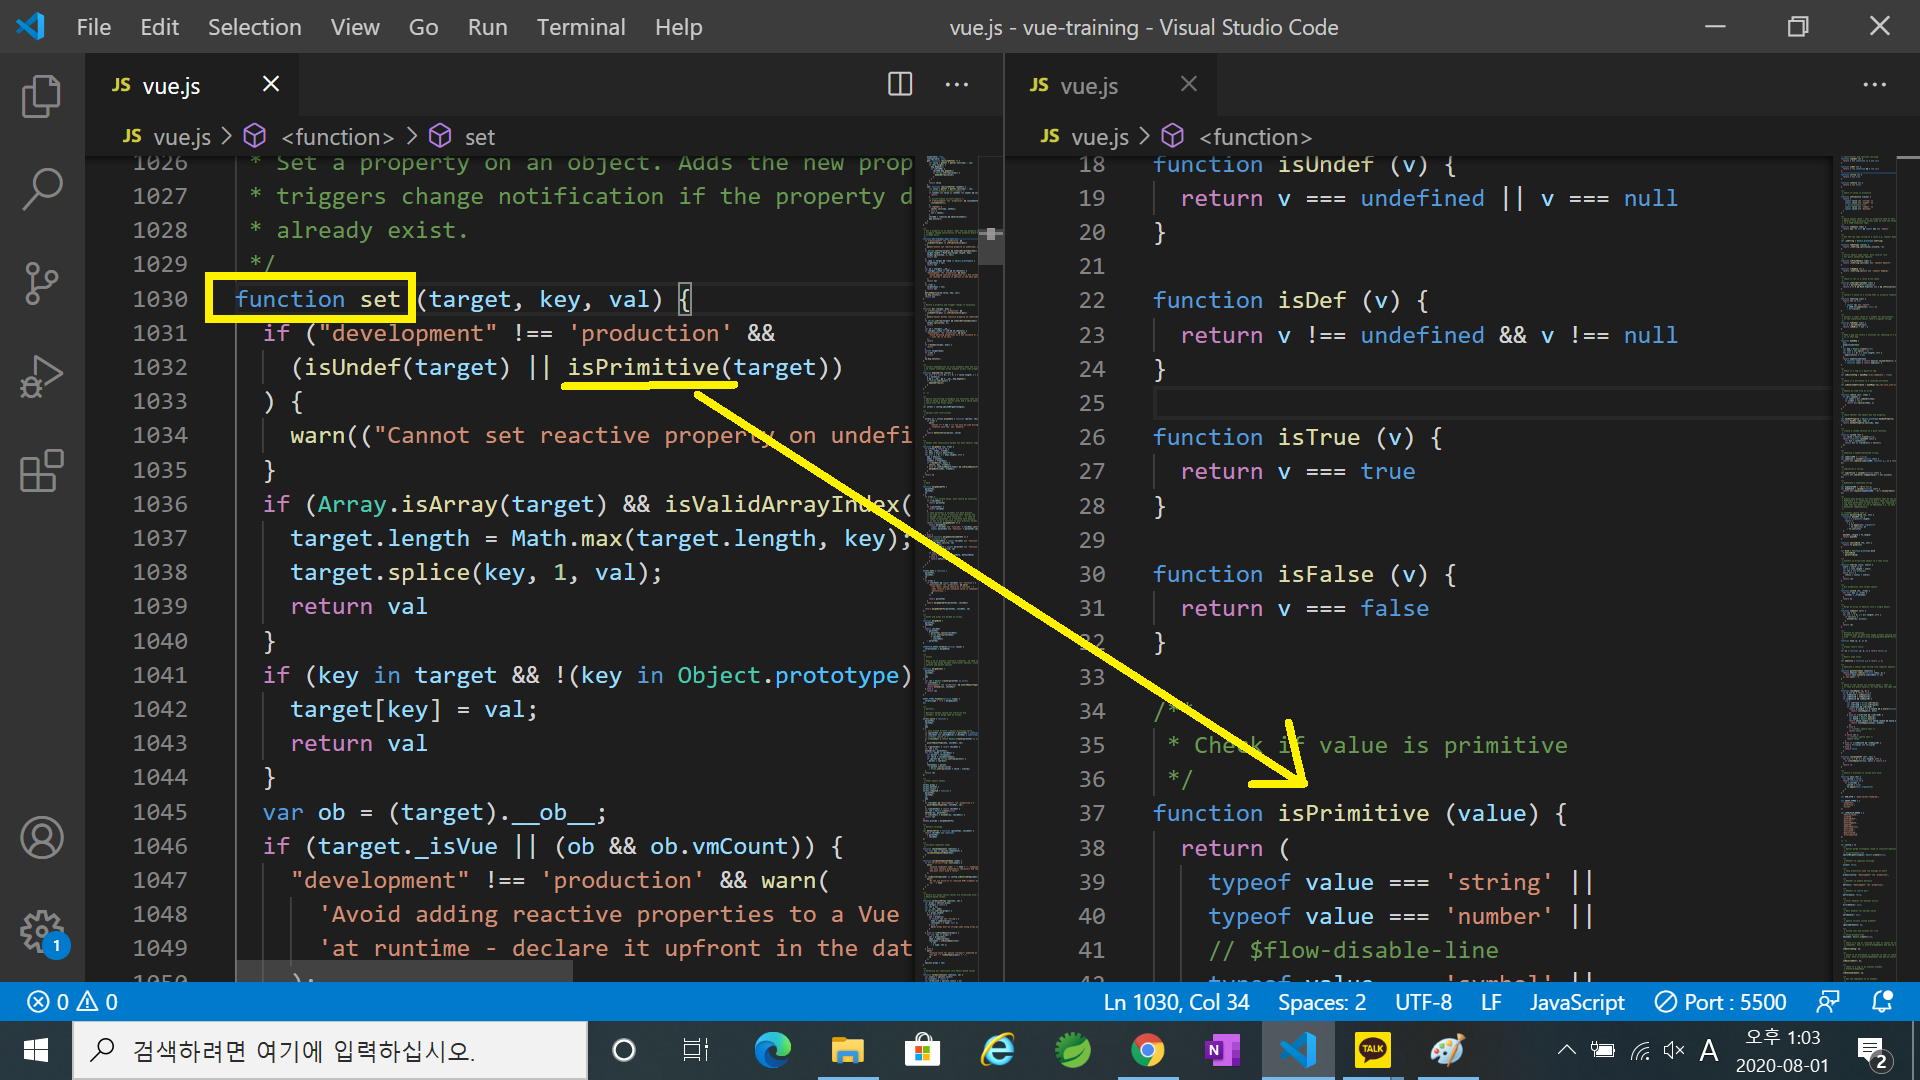 File Edit Selection View Go Run Terminal Help
vue.js - vue-training - Visual Studio Code
JS vue.js
JS vue.js > <function> > set
1026 * Set a property on an object. Adds the new prop
1027 * triggers change notification if the property d
1028 * already exist.
1029 */
1030 function set (target, key, val) {
1031 if ("development" !== 'production' &&
1032 (isUndef(target) || isPrimitive(target))
1033 ) {
1034 warn(("Cannot set reactive property on undefi
1035 }
1036 if (Array.isArray(target) && isValidArrayIndex(
1037 target.length = Math.max(target.length, key);
1038 target.splice(key, 1, val);
1039 return val
1040 }
1041 if (key in target && !(key in Object.prototype)
1042 target[key] = val;
1043 return val
1044 }
1045 var ob = (target).__ob__;
1046 if (target._isVue || (ob && ob.vmCount)) {
1047 "development" !== 'production' && warn(
1048 'Avoid adding reactive properties to a Vue
1049 'at runtime - declare it upfront in the dat
1050 );
JS vue.js
JS vue.js > <function>
18 function isUndef (v) {
19 return v === undefined || v === null
20 }
21
22 function isDef (v) {
23 return v !== undefined && v !== null
24 }
25
26 function isTrue (v) {
27 return v === true
28 }
29
30 function isFalse (v) {
31 return v === false
32 }
33
34 /**
35 * Check if value is primitive
36 */
37 function isPrimitive (value) {
38 return (
39 typeof value === 'string' ||
40 typeof value === 'number' ||
41 // $flow-disable-line
42 typeof value === 'symbol' ||
1
0 0
Ln 1030, Col 34 Spaces: 2 UTF-8 LF JavaScript Port : 5500
검색하려면 여기에 입력하십시오.
N
TALK
A
오후 1:03
2020-08-01
2